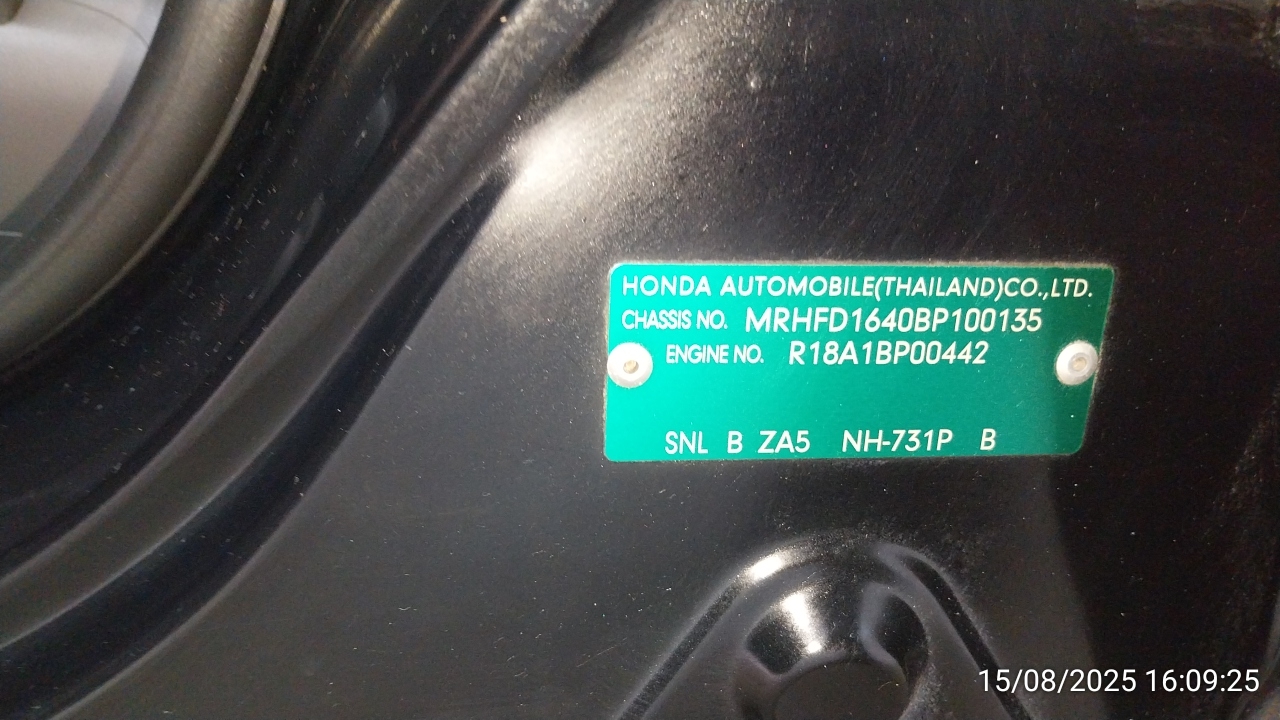 HONDA AUTOMOBILE(THAILAND)CO.,LTD.
CHASSIS NO. MRHFD1640BP100135
ENGINE NO. R18A1BP00442
SNL B ZA5 NH-731P B
15/08/2025 16:09:25